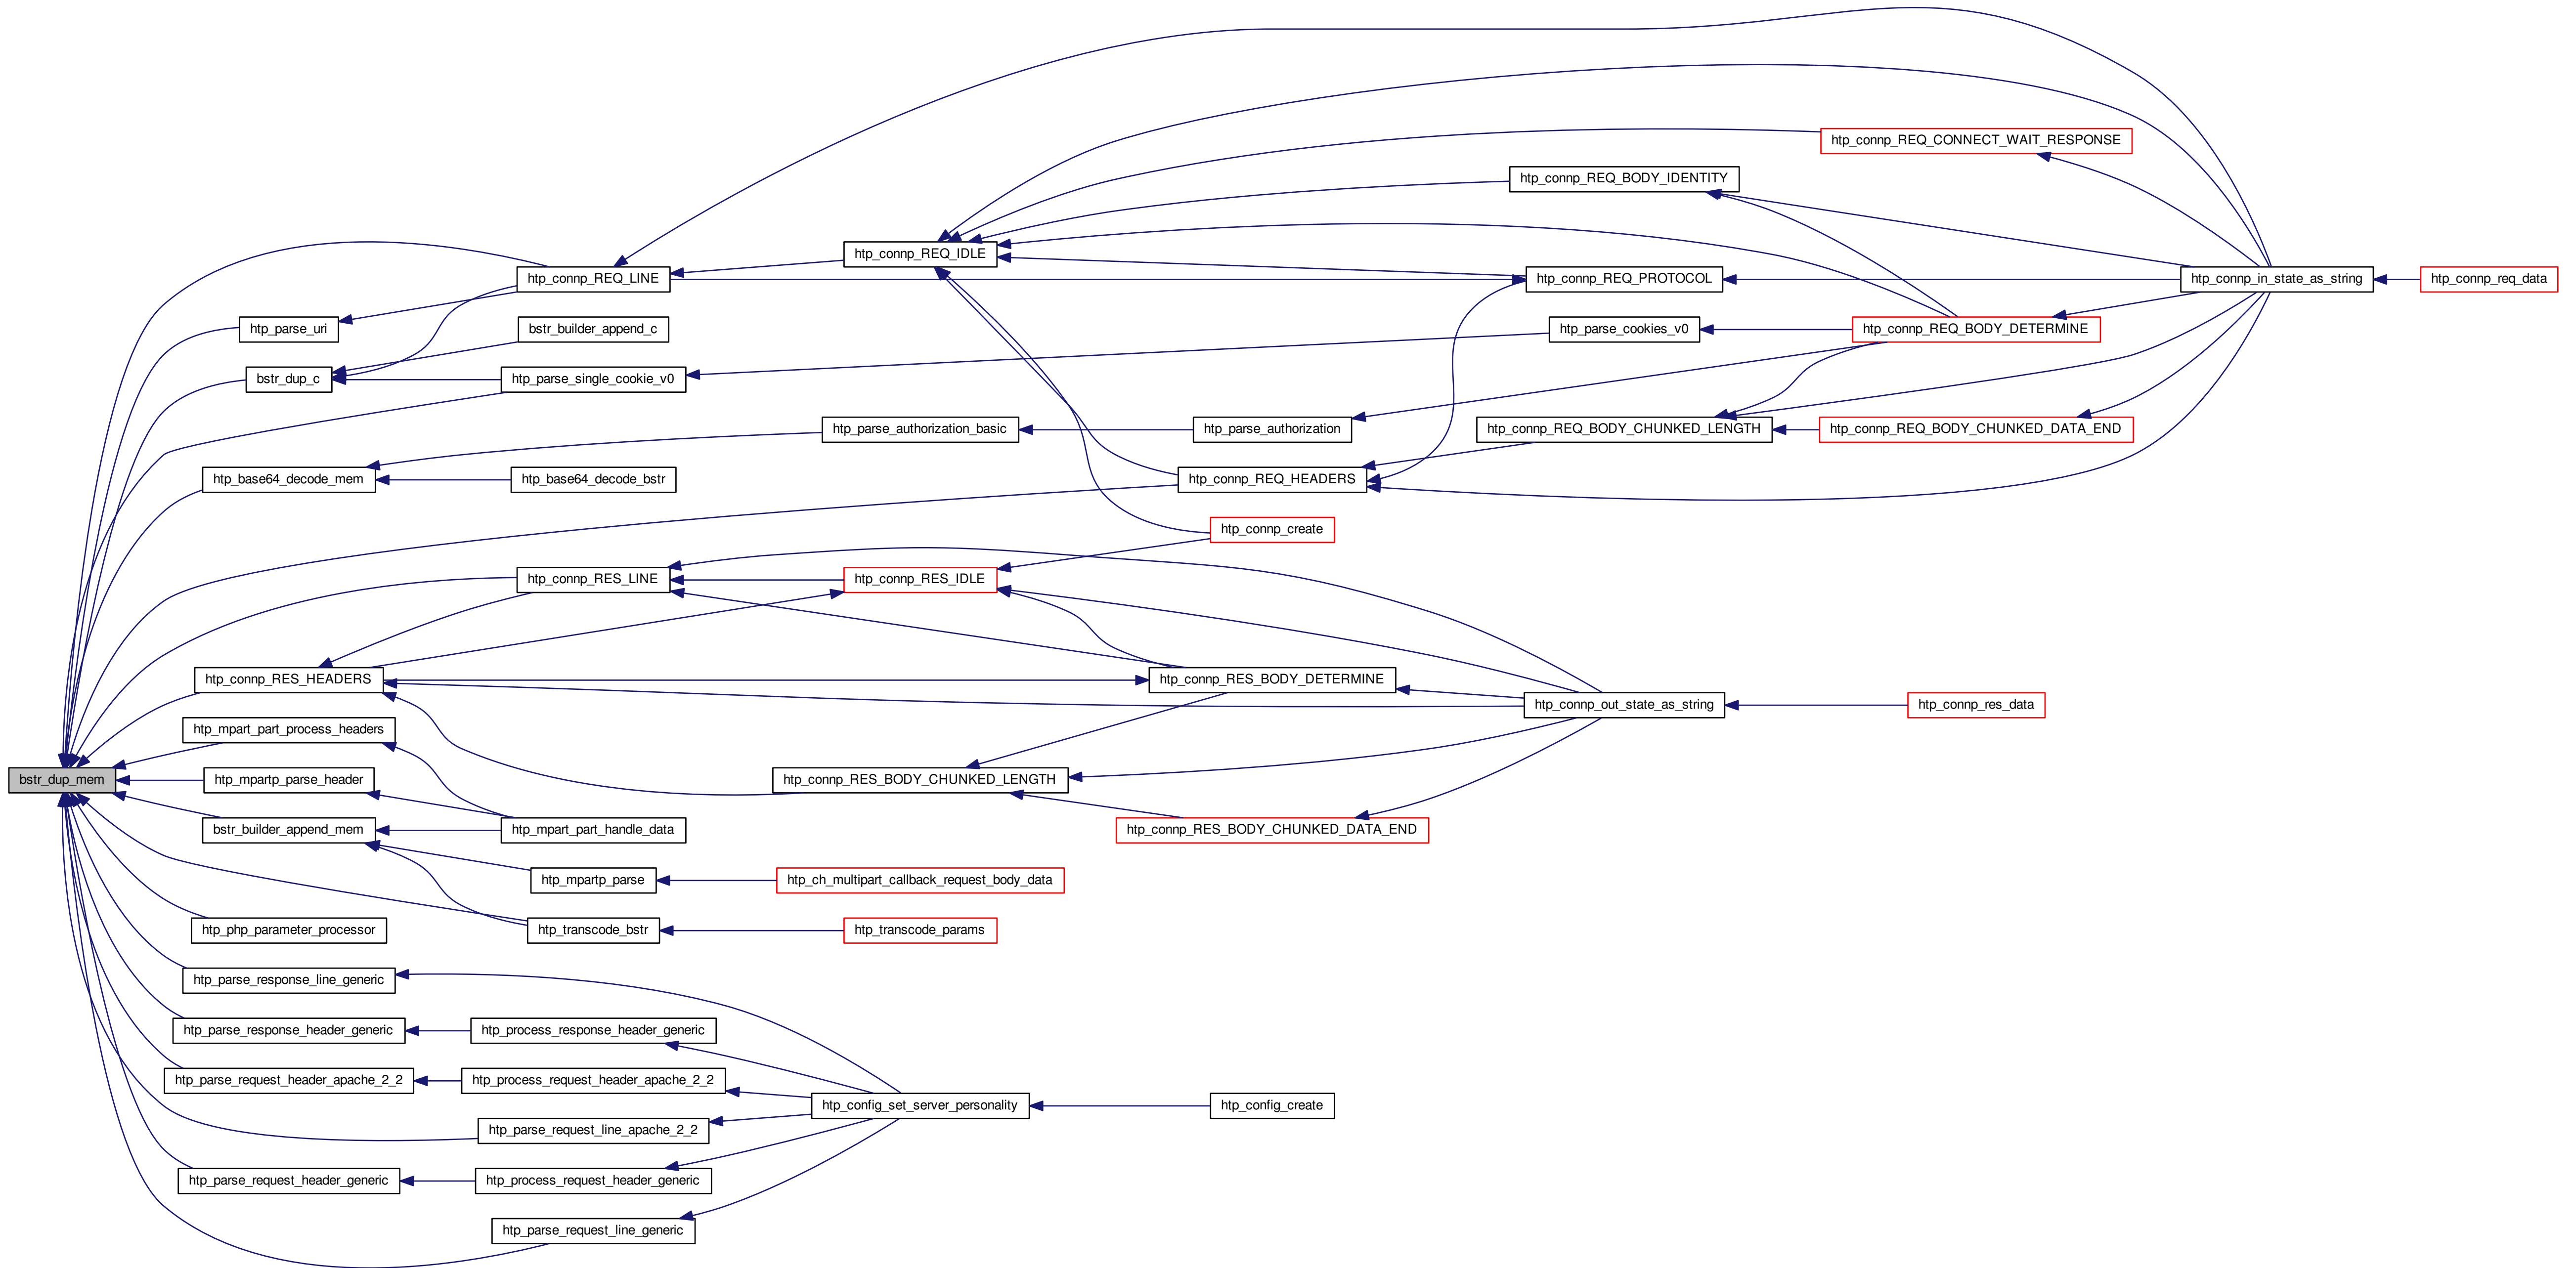 htp_connp_REQ_CONNECT_WAIT_RESPONSE
htp_connp_REQ_BODY_IDENTITY
htp_connp_REQ_IDLE
htp_connp_REQ_LINE
htp_connp_REQ_PROTOCOL
htp_connp_in_state_as_string
htp_connp_req_data
htp_parse_uri
bstr_builder_append_c
htp_parse_cookies_v0
htp_connp_REQ_BODY_DETERMINE
bstr_dup_c
htp_parse_single_cookie_v0
htp_parse_authorization_basic
htp_parse_authorization
htp_connp_REQ_BODY_CHUNKED_LENGTH
htp_connp_REQ_BODY_CHUNKED_DATA_END
htp_base64_decode_mem
htp_base64_decode_bstr
htp_connp_REQ_HEADERS
htp_connp_create
htp_connp_RES_LINE
htp_connp_RES_IDLE
htp_connp_RES_HEADERS
htp_connp_RES_BODY_DETERMINE
htp_connp_out_state_as_string
htp_connp_res_data
htp_mpart_part_process_headers
bstr_dup_mem
htp_mpartp_parse_header
htp_connp_RES_BODY_CHUNKED_LENGTH
bstr_builder_append_mem
htp_mpart_part_handle_data
htp_connp_RES_BODY_CHUNKED_DATA_END
htp_mpartp_parse
htp_ch_multipart_callback_request_body_data
htp_php_parameter_processor
htp_transcode_bstr
htp_transcode_params
htp_parse_response_line_generic
htp_parse_response_header_generic
htp_process_response_header_generic
htp_parse_request_header_apache_2_2
htp_process_request_header_apache_2_2
htp_config_set_server_personality
htp_config_create
htp_parse_request_line_apache_2_2
htp_parse_request_header_generic
htp_process_request_header_generic
htp_parse_request_line_generic